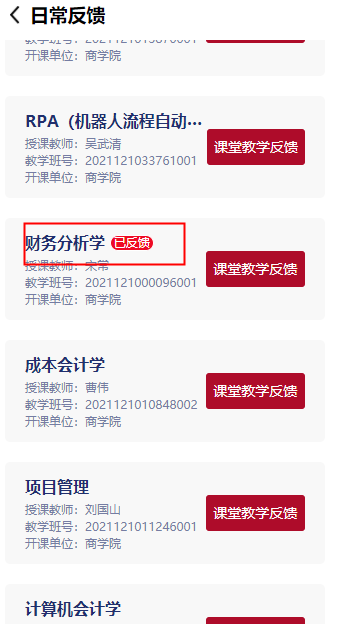 日常反馈
开课单位：商学院
RPA（机器人流程自动...
授课教师：吴武清
教学班号：2021121033761001
开课单位：商学院
课堂教学反馈
财务分析学 已反馈
授课教师：宋常
教学班号：2021121000096001
开课单位：商学院
课堂教学反馈
成本会计学
授课教师：曹伟
教学班号：2021121010848002
开课单位：商学院
课堂教学反馈
项目管理
授课教师：刘国山
教学班号：2021121011246001
开课单位：商学院
课堂教学反馈
计算机会计学